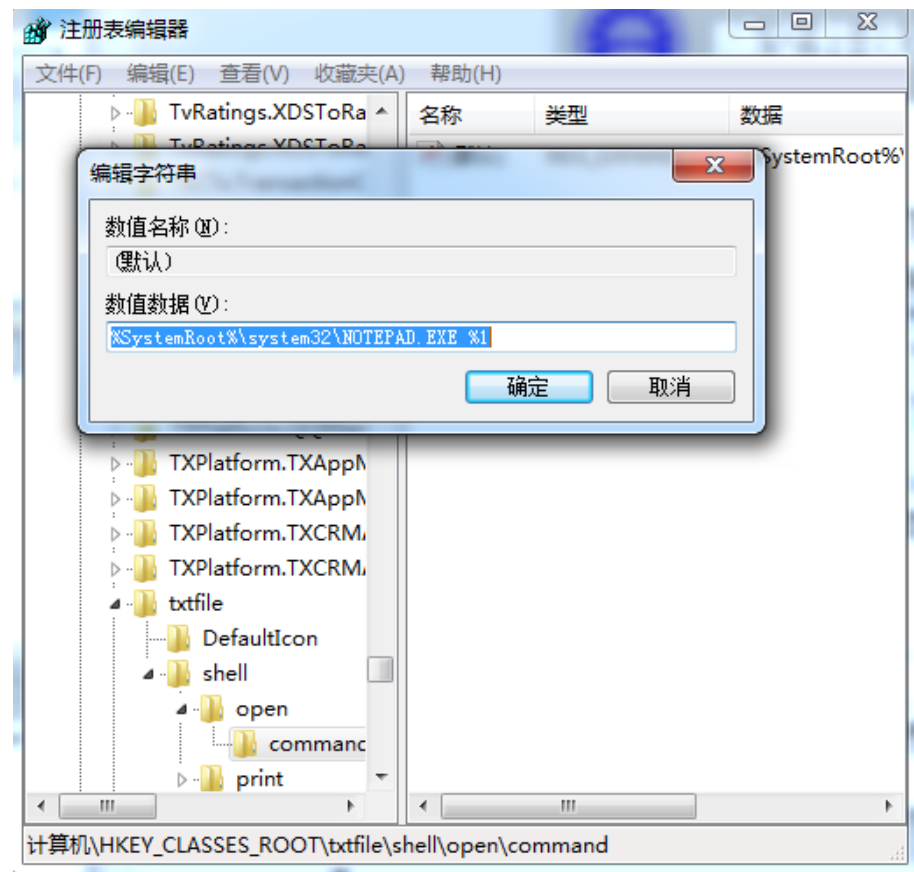 注册表编辑器
文件(F) 编辑(E) 查看(V) 收藏夹(A) 帮助(H)
名称 类型 数据
TvRatings.XDSToRa
TvRatings.XDSToRa
SystemRoot%\
编辑字符串
数值名称(N):
(默认)
数值数据(V):
%SystemRoot%\system32\NOTEPAD.EXE %1
确定 取消
TXPlatform.TXAppM
TXPlatform.TXAppM
TXPlatform.TXCRM
TXPlatform.TXCRM
txtfile
DefaultIcon
shell
open
command
print
计算机\HKEY_CLASSES_ROOT\txtfile\shell\open\command